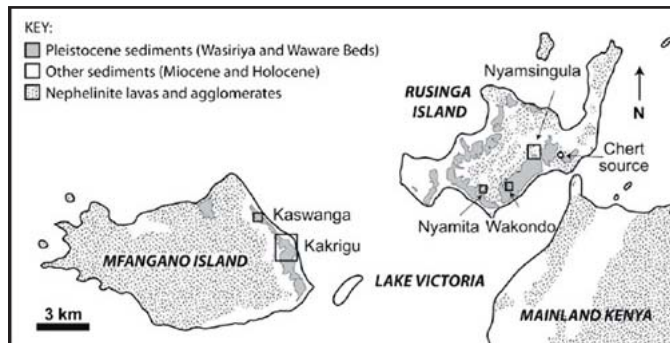 KEY:
Pleistocene sediments (Wasiriya and Waware Beds)
Other sediments (Miocene and Holocene)
Nephelinite lavas and agglomerates
Nyamsingula
RUSINGA
ISLAND
N
Chert
source
Kaswanga
Nyamita Wakondo
Kakrigu
MFANGANO ISLAND
LAKE VICTORIA
MAINLAND KENYA
3 km